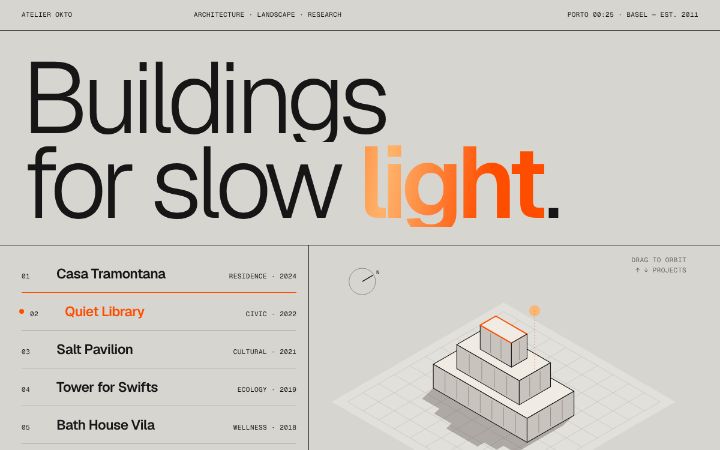 ATELIER OKTO
ARCHITECTURE · LANDSCAPE · RESEARCH
PORTO 00:25 · BASEL — EST. 2011
Buildings
for slow light.
01 Casa Tramontana RESIDENCE · 2024
02 Quiet Library CIVIC · 2022
03 Salt Pavilion CULTURAL · 2021
04 Tower for Swifts ECOLOGY · 2019
05 Bath House Vila WELLNESS · 2018
DRAG TO ORBIT
↑ ↓ PROJECTS
N